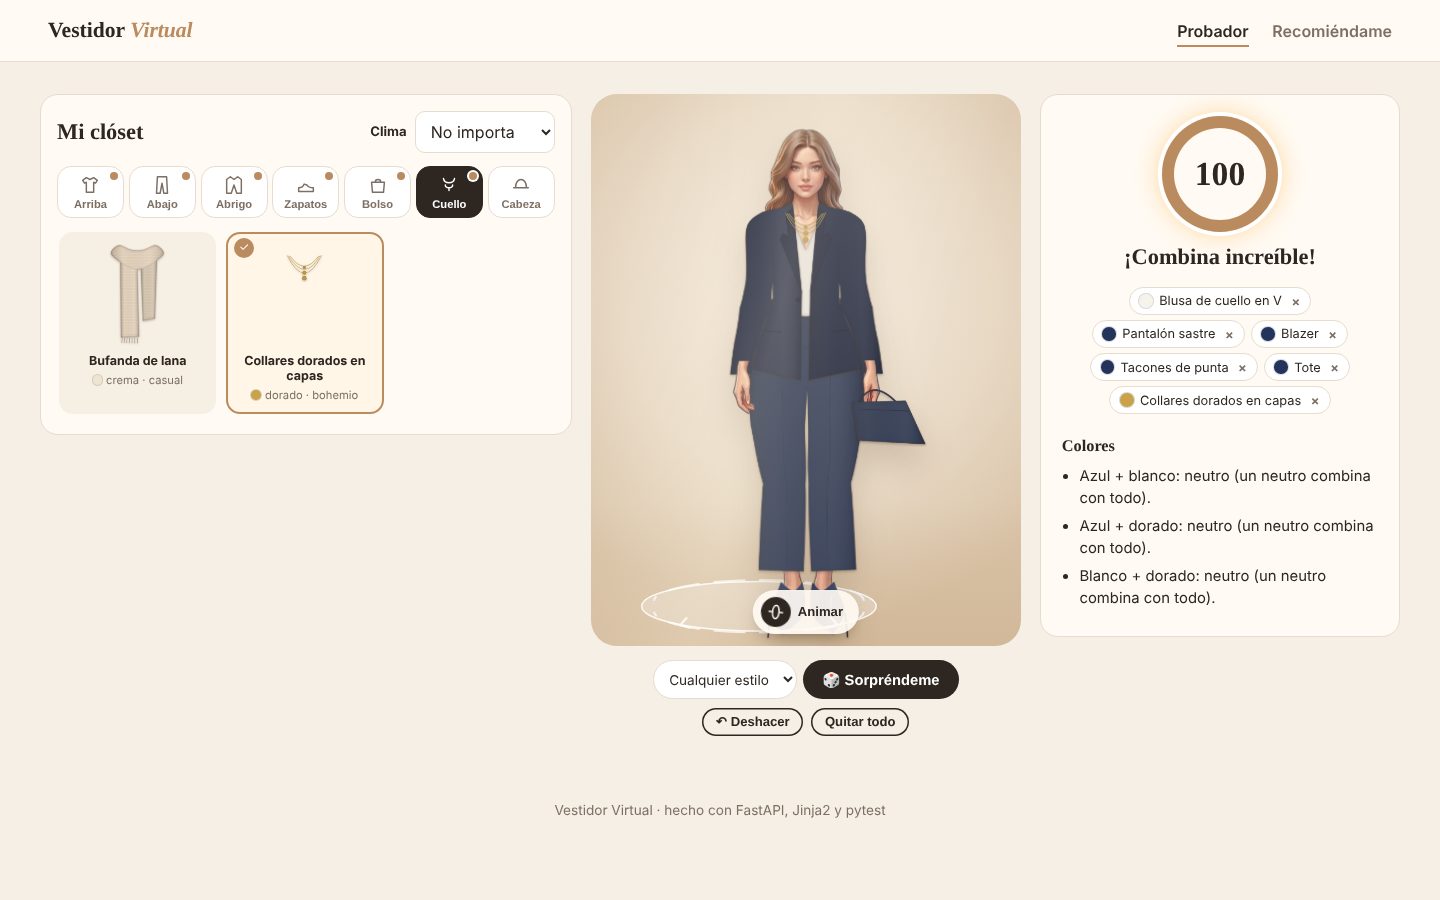 Vestidor Virtual
Probador
Recomiéndame
Mi clóset
Clima
No importa
Arriba
Abajo
Abrigo
Zapatos
Bolso
Cuello
Cabeza
Bufanda de lana
crema · casual
Collares dorados en
capas
dorado · bohemio
Animar
Cualquier estilo
🎲 Sorpréndeme
↶ Deshacer
Quitar todo
100
¡Combina increíble!
Blusa de cuello en V ×
Pantalón sastre ×
Blazer ×
Tacones de punta ×
Tote ×
Collares dorados en capas ×
Colores
• Azul + blanco: neutro (un neutro combina
con todo).
• Azul + dorado: neutro (un neutro combina
con todo).
• Blanco + dorado: neutro (un neutro
combina con todo).
Vestidor Virtual · hecho con FastAPI, Jinja2 y pytest